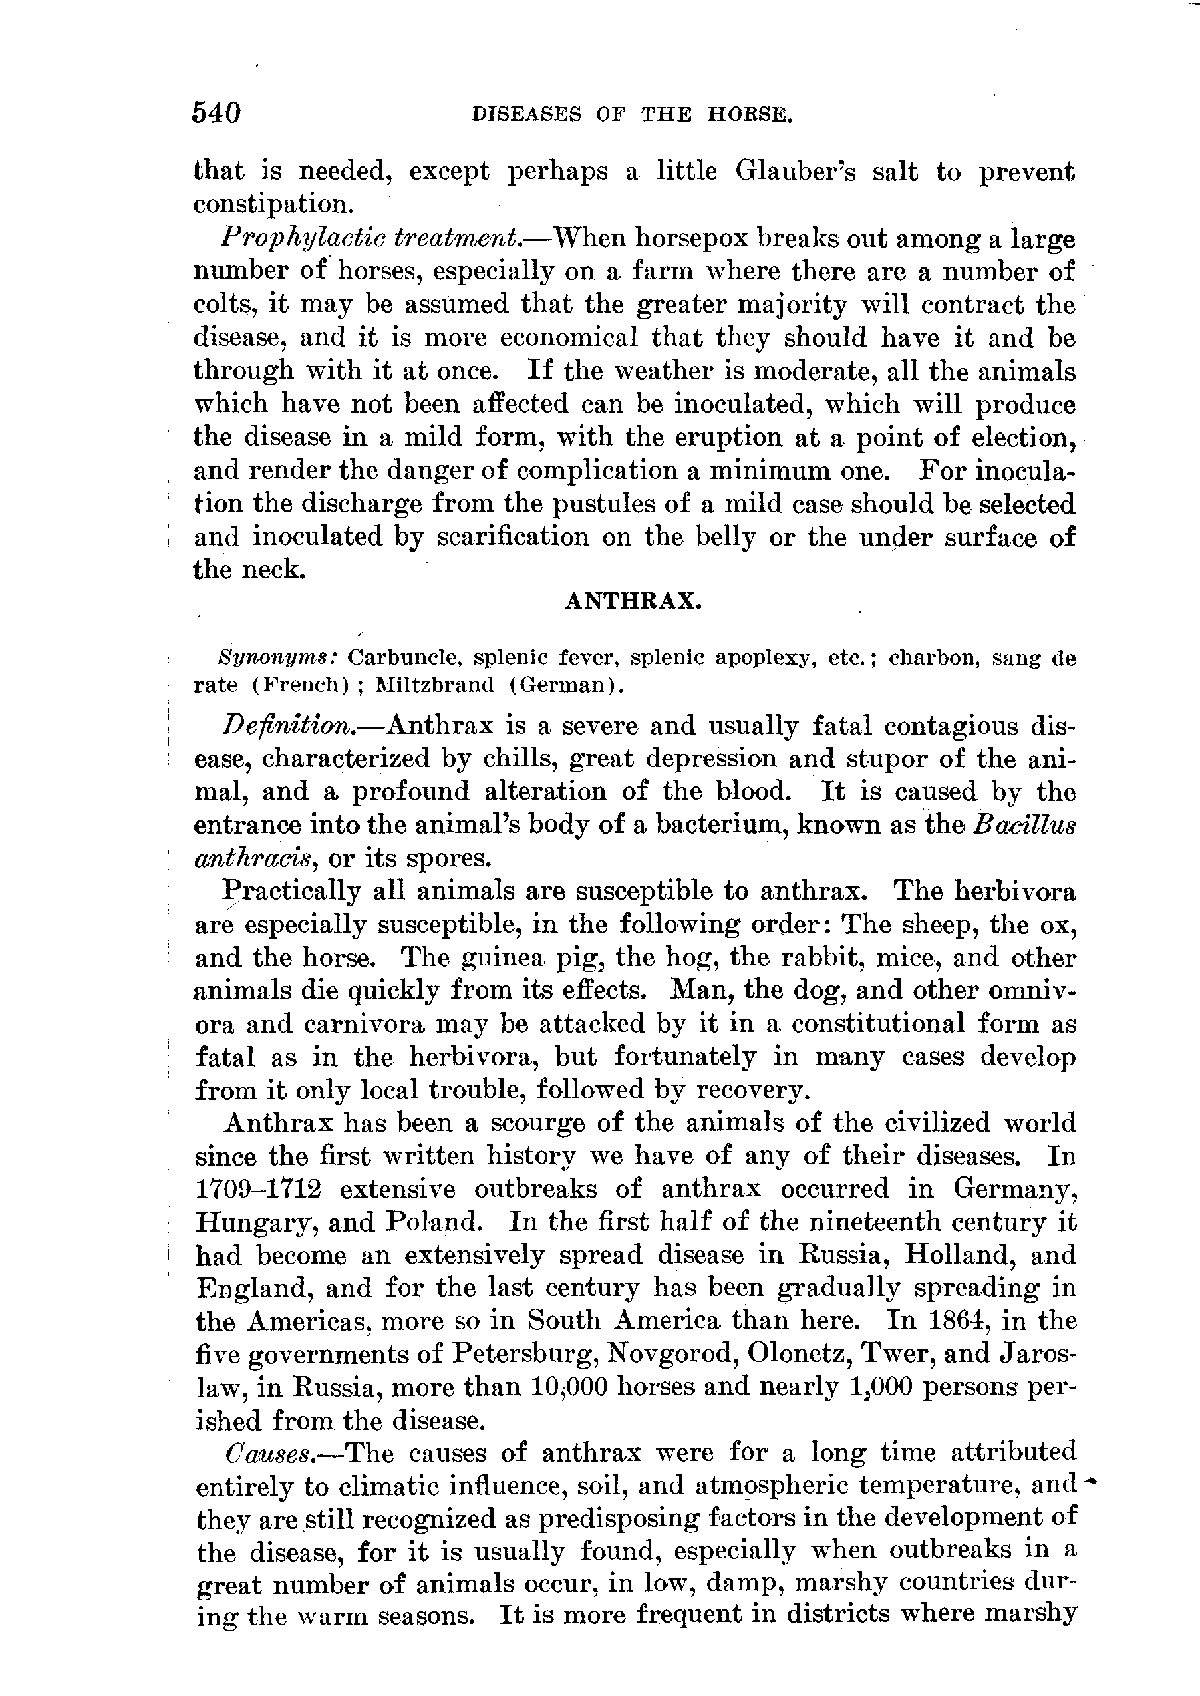 540 DISEASES OF THE HORSE.
that is needed, except perhaps a little Glauber's salt to prevent
constipation.
Prophylactic treatment.—When horsepox breaks out among a large
number of horses, especially on a farm where there are a number of
colts, it may be assumed that the greater majority will contract the
disease, and it is more economical that they should have it and be
through with it at once. If the weather is moderate, all the animals
which have not been affected can be inoculated, which will produce
the disease in a mild form, with the eruption at a point of election,
and render the danger of complication a minimum one. For inocula-
tion the discharge from the pustules of a mild case should be selected
and inoculated by scarification on the belly or the under surface of
the neck.
ANTHRAX.
Synonyms: Carbuncle, splenic fever, splenic apoplexy, etc.; charbon, sang de
rate (French); Miltzbrand (German).
Definition.—Anthrax is a severe and usually fatal contagious dis-
ease, characterized by chills, great depression and stupor of the ani-
mal, and a profound alteration of the blood. It is caused by the
entrance into the animal's body of a bacterium, known as the Bacillus
anthracis, or its spores.
Practically all animals are susceptible to anthrax. The herbivora
are especially susceptible, in the following order: The sheep, the ox,
and the horse. The guinea pig, the hog, the rabbit, mice, and other
animals die quickly from its effects. Man, the dog, and other omniv-
ora and carnivora may be attacked by it in a constitutional form as
fatal as in the herbivora, but fortunately in many cases develop
from it only local trouble, followed by recovery.
Anthrax has been a scourge of the animals of the civilized world
since the first written history we have of any of their diseases. In
1709–1712 extensive outbreaks of anthrax occurred in Germany,
Hungary, and Poland. In the first half of the nineteenth century it
had become an extensively spread disease in Russia, Holland, and
England, and for the last century has been gradually spreading in
the Americas, more so in South America than here. In 1864, in the
five governments of Petersburg, Novgorod, Olonetz, Twer, and Jaros-
law, in Russia, more than 10,000 horses and nearly 1,000 persons per-
ished from the disease.
Causes.—The causes of anthrax were for a long time attributed
entirely to climatic influence, soil, and atmospheric temperature, and
they are still recognized as predisposing factors in the development of
the disease, for it is usually found, especially when outbreaks in a
great number of animals occur, in low, damp, marshy countries dur-
ing the warm seasons. It is more frequent in districts where marshy